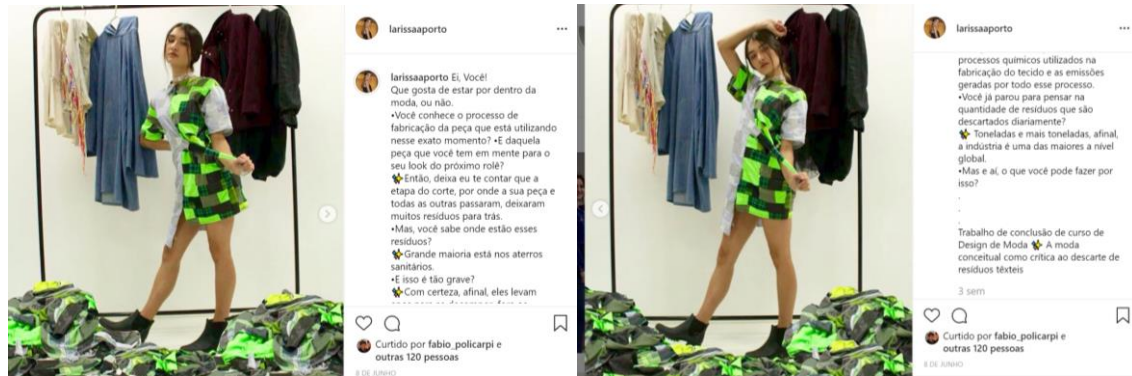 larissaaporto
larissaaporto Ei, Você!
Que gosta de estar por dentro da
moda, ou não.
•Você conhece o processo de
fabricação da peça que está utilizando
nesse exato momento? •E daquela
peça que você tem em mente para o
seu look do próximo rolê?
✨Então, deixa eu te contar que a
etapa do corte, por onde a sua peça e
todas as outras passaram, deixaram
muitos resíduos para trás.
•Mas, você sabe onde estão esses
resíduos?
✨Grande maioria está nos aterros
sanitários.
•E isso é tão grave?
✨Com certeza, afinal, eles levam
Curtido por fabio_policarpi e
outras 120 pessoas
8 DE JUNHO
larissaaporto
processos químicos utilizados na
fabricação do tecido e as emissões
geradas por todo esse processo.
•Você já parou para pensar na
quantidade de resíduos que são
descartados diariamente?
✨ Toneladas e mais toneladas, afinal,
a indústria é uma das maiores a nível
global.
•Mas e aí, o que você pode fazer por
isso?
.
.
.
.
Trabalho de conclusão de curso de
Design de Moda ✨ A moda
conceitual como crítica ao descarte de
resíduos têxteis
3 sem
Curtido por fabio_policarpi e
outras 120 pessoas
8 DE JUNHO